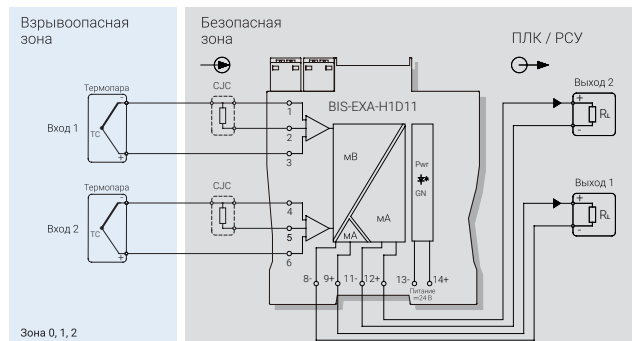 Взрывоопасная
зона
Безопасная
зона
ПЛК / РСУ
Термопара
-
TC
+
Вход 1
CJC
1
2
3
BIS-EXA-H1D11
мВ
мА
мА
Pwr
GN
Выход 2
+
RL
-
Термопара
-
TC
+
Вход 2
CJC
4
5
6
Выход 1
+
RL
-
8-
9+
11-
12+
13-
14+
Питание
=24 В
Зона 0, 1, 2